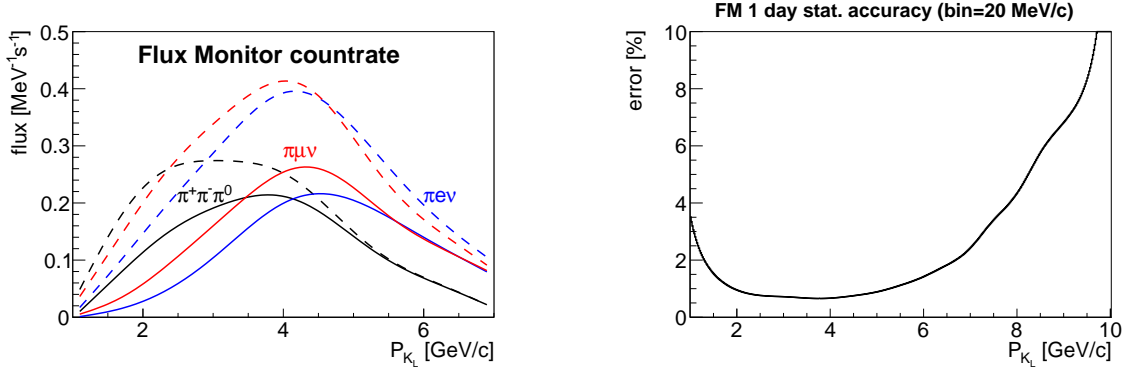 Flux Monitor countrate
flux [MeV⁻¹s⁻¹]
0.5
0.4
0.3
0.2
0.1
0
πμν
π⁺π⁻π⁰
πeν
2 4 6
P_{K_L} [GeV/c]
FM 1 day stat. accuracy (bin=20 MeV/c)
error [%]
10
8
6
4
2
0
2 4 6 8 10
P_{K_L} [GeV/c]